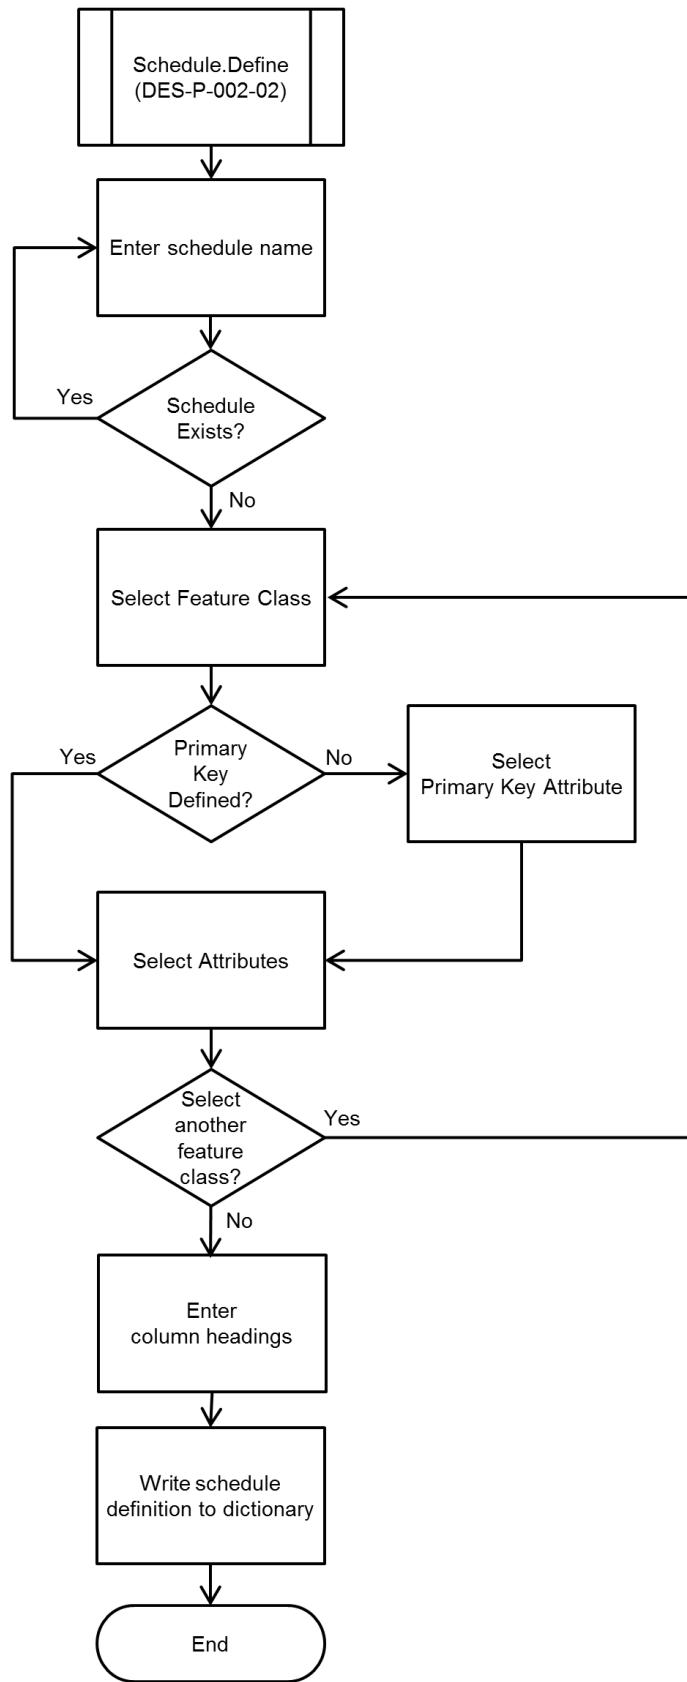 Schedule.Define
(DES-P-002-02)
Enter schedule name
Yes
Schedule
Exists?
No
Select Feature Class
Yes
Primary
Key
Defined?
No
Select
Primary Key Attribute
Select Attributes
Select
another
feature
class?
Yes
No
Enter
column headings
Write schedule
definition to dictionary
End